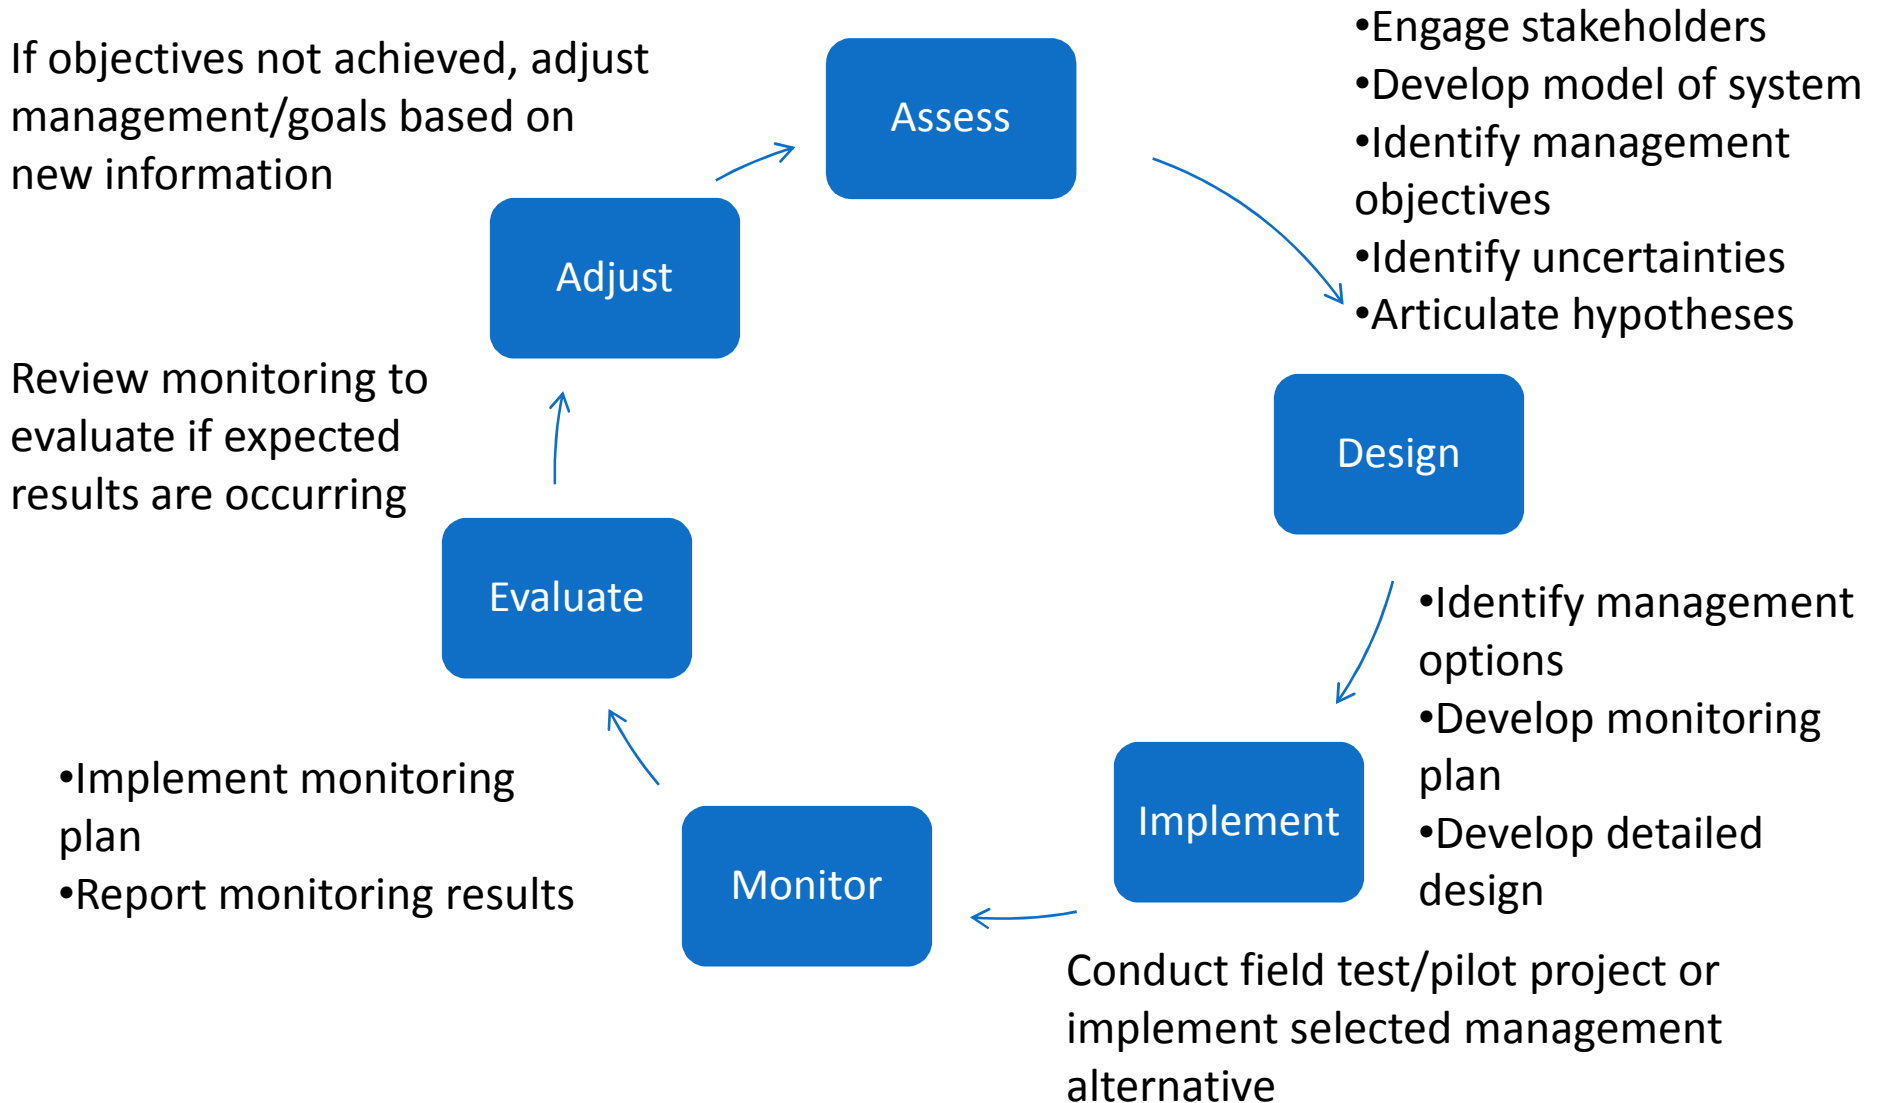 Assess
•Engage stakeholders
•Develop model of system
•Identify management
objectives
•Identify uncertainties
•Articulate hypotheses
Design
•Identify management
options
•Develop monitoring
plan
•Develop detailed
design
Implement
Conduct field test/pilot project or
implement selected management
alternative
Monitor
•Implement monitoring
plan
•Report monitoring results
Evaluate
Review monitoring to
evaluate if expected
results are occurring
Adjust
If objectives not achieved, adjust
management/goals based on
new information